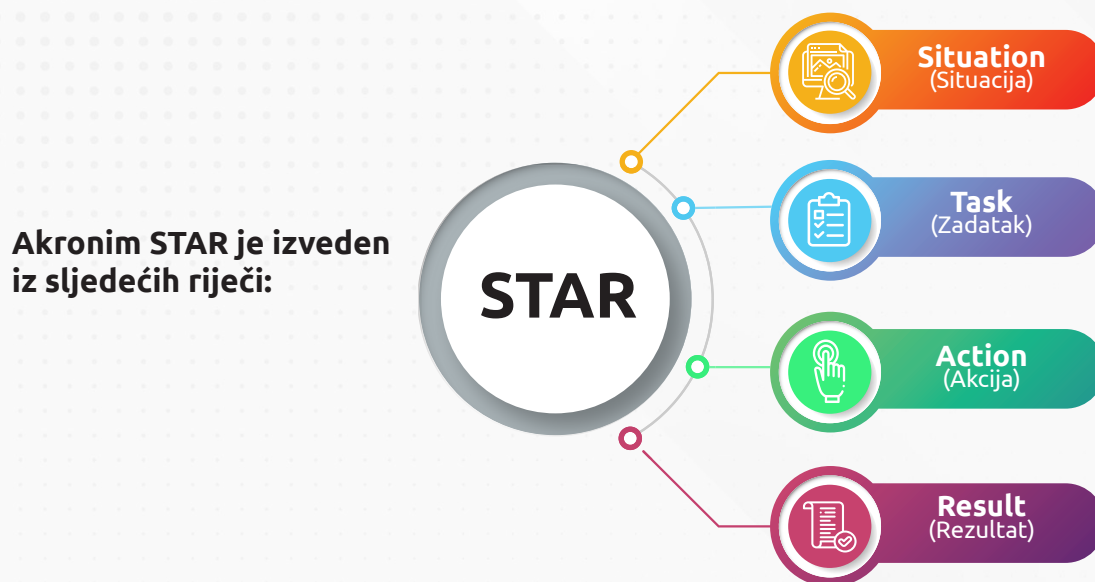 Akronim STAR je izveden
iz sljedećih riječi:
STAR
Situation
(Situacija)
Task
(Zadatak)
Action
(Akcija)
Result
(Rezultat)